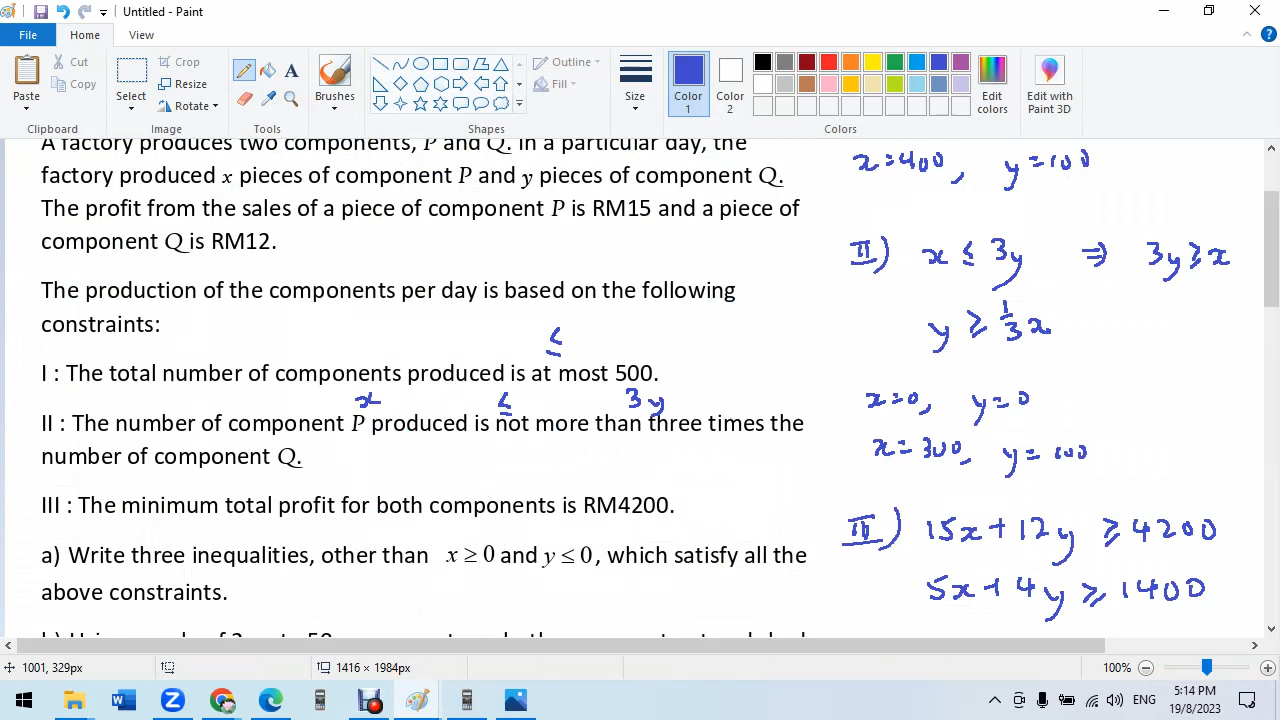 Untitled - Paint
File Home View
Paste
Cut
Copy
Clipboard
Select
Crop
Resize
Rotate
Image
Tools
Brushes
Shapes
Outline
Fill
Size
Color 1
Color 2
Edit colors
Colors
Edit with Paint 3D
A factory produces two components, P and Q. In a particular day, the
factory produced x pieces of component P and y pieces of component Q.
The profit from the sales of a piece of component P is RM15 and a piece of
component Q is RM12.
The production of the components per day is based on the following
constraints:
≤
I : The total number of components produced is at most 500.
x ≤ 3y
II : The number of component P produced is not more than three times the
number of component Q.
III : The minimum total profit for both components is RM4200.
a) Write three inequalities, other than x ≥ 0 and y ≤ 0, which satisfy all the
above constraints.
x=400, y=100
II) x ≤ 3y ⇒ 3y ≥ x
y ≥ 1/3 x
x=0, y=0
x=300, y=100
III) 15x+12y ≥ 4200
5x+4y ≥ 1400
1001, 329px
1416 × 1984px
100%
ENG
5:14 PM
19/8/2023